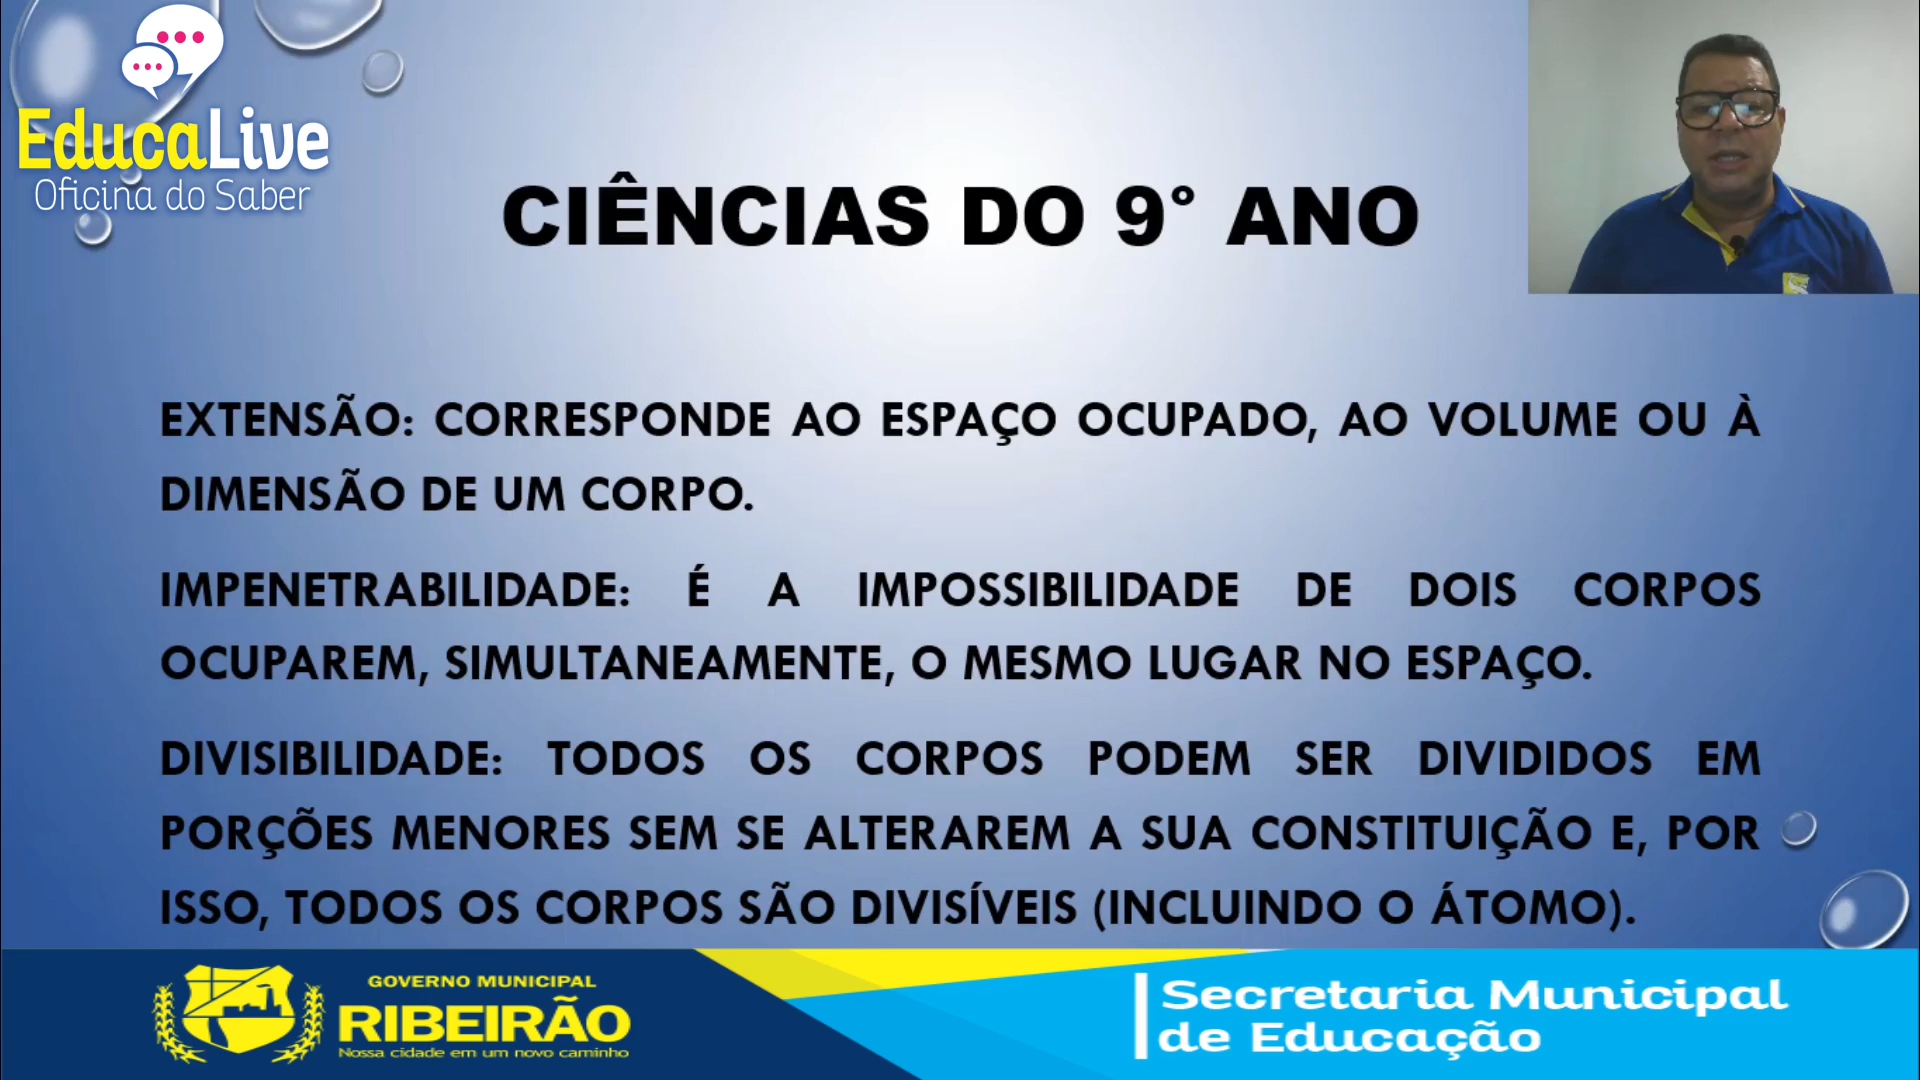 EducaLive
Oficina do Saber
CIÊNCIAS DO 9° ANO
EXTENSÃO: CORRESPONDE AO ESPAÇO OCUPADO, AO VOLUME OU À
DIMENSÃO DE UM CORPO.
IMPENETRABILIDADE: É A IMPOSSIBILIDADE DE DOIS CORPOS
OCUPAREM, SIMULTANEAMENTE, O MESMO LUGAR NO ESPAÇO.
DIVISIBILIDADE: TODOS OS CORPOS PODEM SER DIVIDIDOS EM
PORÇÕES MENORES SEM SE ALTERAREM A SUA CONSTITUIÇÃO E, POR
ISSO, TODOS OS CORPOS SÃO DIVISÍVEIS (INCLUINDO O ÁTOMO).
GOVERNO MUNICIPAL
RIBEIRÃO
Nossa cidade em um novo caminho
Secretaria Municipal
de Educação